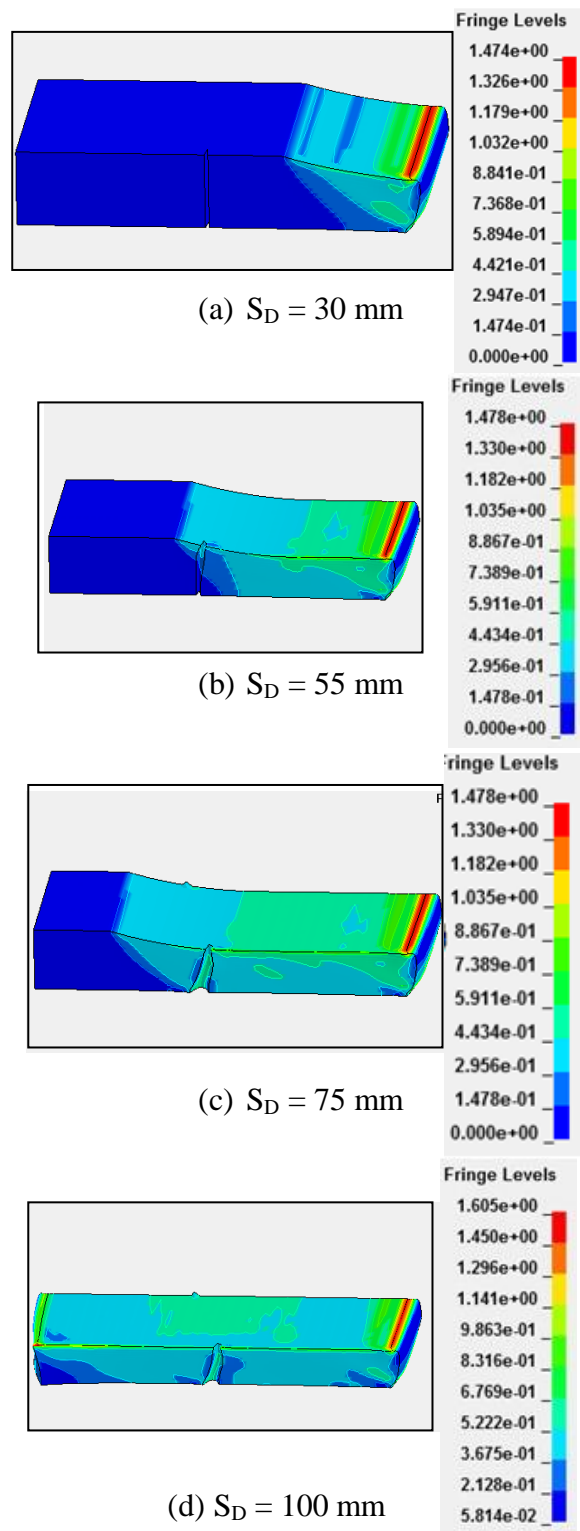 Fringe Levels
1.474e+00
1.326e+00
1.179e+00
1.032e+00
8.841e-01
7.368e-01
5.894e-01
4.421e-01
2.947e-01
1.474e-01
0.000e+00
(a) S_D = 30 mm
Fringe Levels
1.478e+00
1.330e+00
1.182e+00
1.035e+00
8.867e-01
7.389e-01
5.911e-01
4.434e-01
2.956e-01
1.478e-01
0.000e+00
(b) S_D = 55 mm
Fringe Levels
1.478e+00
1.330e+00
1.182e+00
1.035e+00
8.867e-01
7.389e-01
5.911e-01
4.434e-01
2.956e-01
1.478e-01
0.000e+00
(c) S_D = 75 mm
Fringe Levels
1.605e+00
1.450e+00
1.296e+00
1.141e+00
9.863e-01
8.316e-01
6.769e-01
5.222e-01
3.675e-01
2.128e-01
5.814e-02
(d) S_D = 100 mm